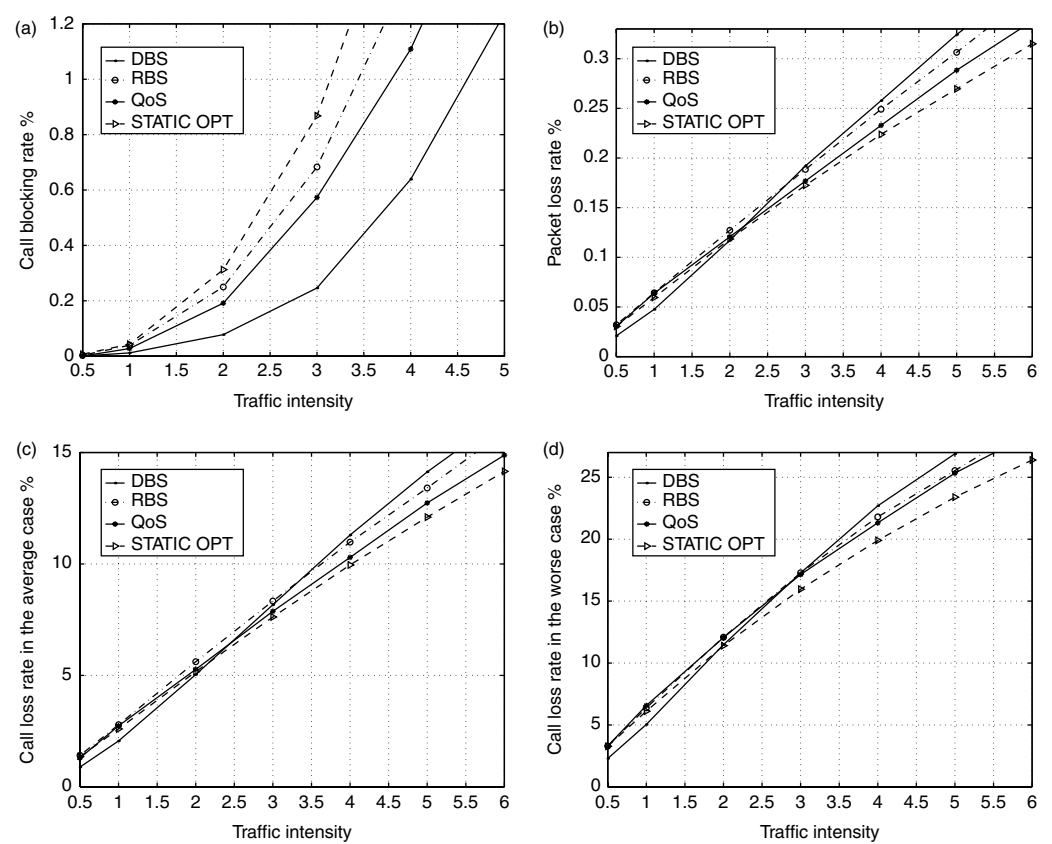 (a)
1.2
1
0.8
0.6
0.4
0.2
0
Call blocking rate %
DBS
RBS
QoS
STATIC OPT
0.5 1 1.5 2 2.5 3 3.5 4 4.5 5
Traffic intensity
(b)
0.3
0.25
0.2
0.15
0.1
0.05
0
Packet loss rate %
DBS
RBS
QoS
STATIC OPT
0.5 1 1.5 2 2.5 3 3.5 4 4.5 5 5.5 6
Traffic intensity
(c)
15
10
5
0
Call loss rate in the average case %
DBS
RBS
QoS
STATIC OPT
0.5 1 1.5 2 2.5 3 3.5 4 4.5 5 5.5 6
Traffic intensity
(d)
25
20
15
10
5
0
Call loss rate in the worse case %
DBS
RBS
QoS
STATIC OPT
0.5 1 1.5 2 2.5 3 3.5 4 4.5 5 5.5 6
Traffic intensity